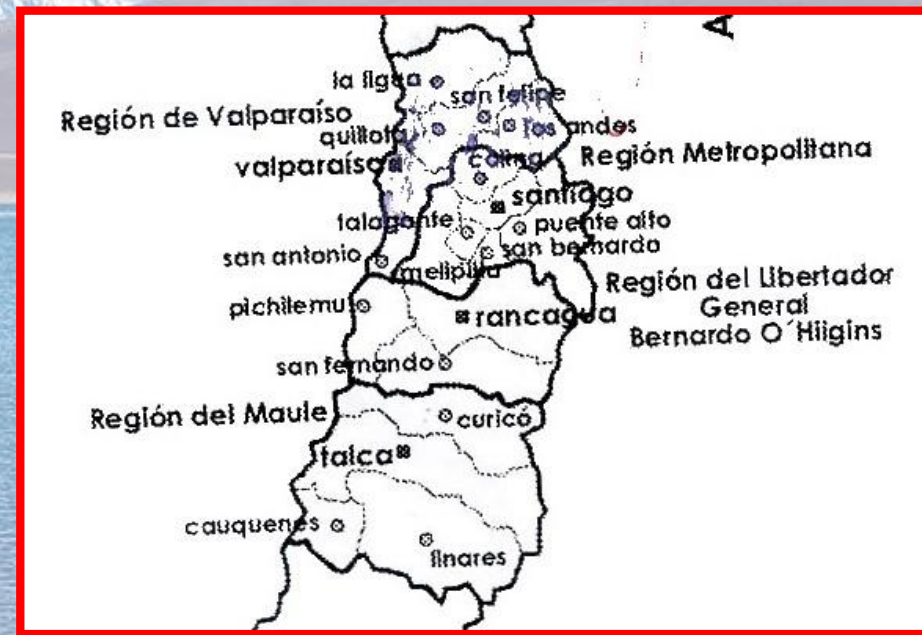 A
la ligua
san felipe
Región de Valparaíso
quillota
los andes
valparaíso
colina
Región Metropolitana
santiago
talagante
puente alto
san antonio
san bernardo
melipilla
Región del Libertador
General
Bernardo O´Hiigins
pichilemu
rancagua
san fernando
Región del Maule
curicó
talca
cauquenes
linares